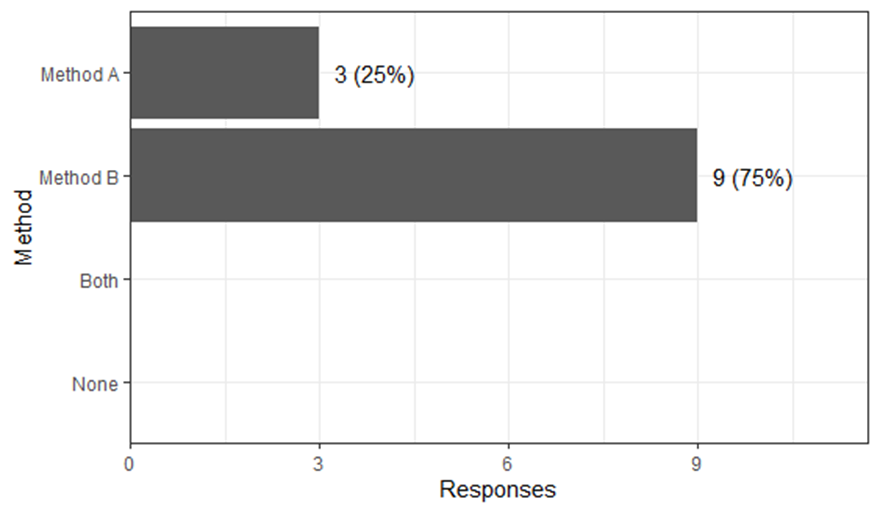 Method A
3 (25%)
Method B
9 (75%)
Both
None
Method
0 3 6 9
Responses